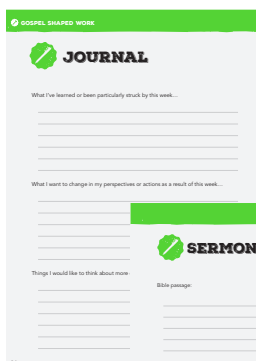 GOSPEL SHAPED WORK
JOURNAL
What I've learned or been particularly struck by this week...
What I want to change in my perspectives or actions as a result of this week...
Things I would like to think about more
SERMON
Bible passage: